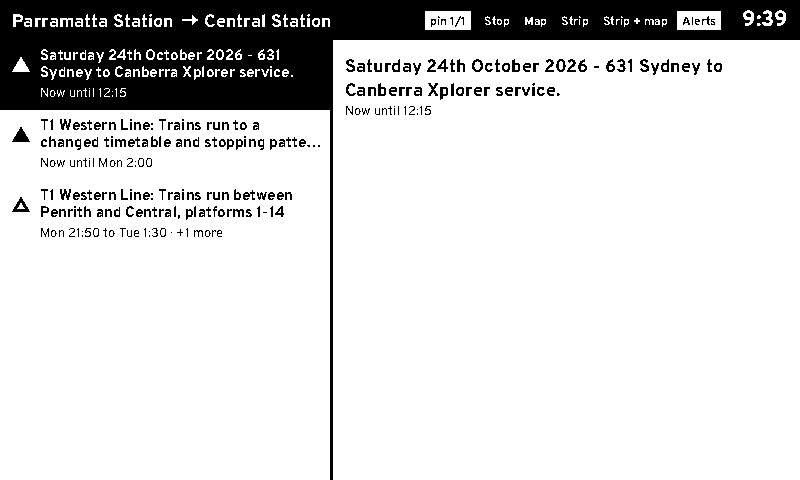 Parramatta Station → Central Station
pin 1/1 Stop Map Strip Strip + map Alerts 9:39
Saturday 24th October 2026 - 631
Sydney to Canberra Xplorer service.
Now until 12:15
T1 Western Line: Trains run to a
changed timetable and stopping patte...
Now until Mon 2:00
T1 Western Line: Trains run between
Penrith and Central, platforms 1-14
Mon 21:50 to Tue 1:30 · +1 more
Saturday 24th October 2026 - 631 Sydney to
Canberra Xplorer service.
Now until 12:15